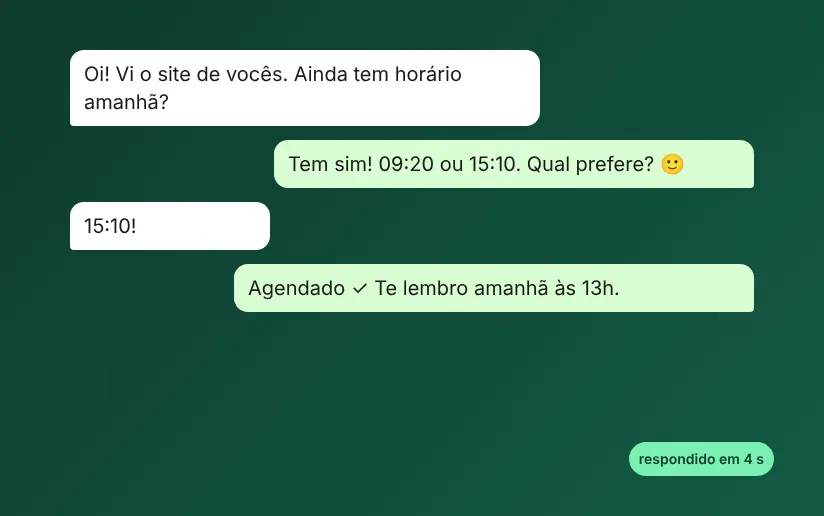 Oi! Vi o site de vocês. Ainda tem horário
amanhã?
Tem sim! 09:20 ou 15:10. Qual prefere? 🙂
15:10!
Agendado ✓ Te lembro amanhã às 13h.
respondido em 4 s